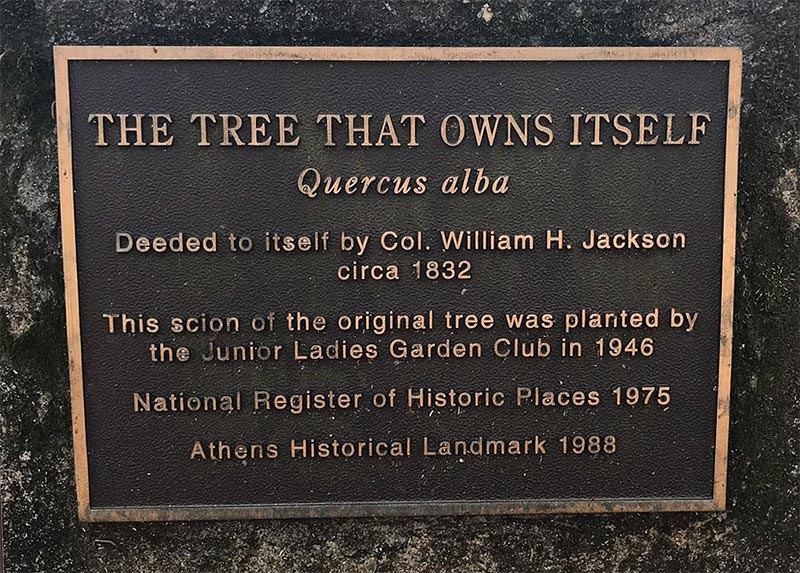 THE TREE THAT OWNS ITSELF
Quercus alba
Deeded to itself by Col. William H. Jackson
circa 1832
This scion of the original tree was planted by
the Junior Ladies Garden Club in 1946
National Register of Historic Places 1975
Athens Historical Landmark 1988